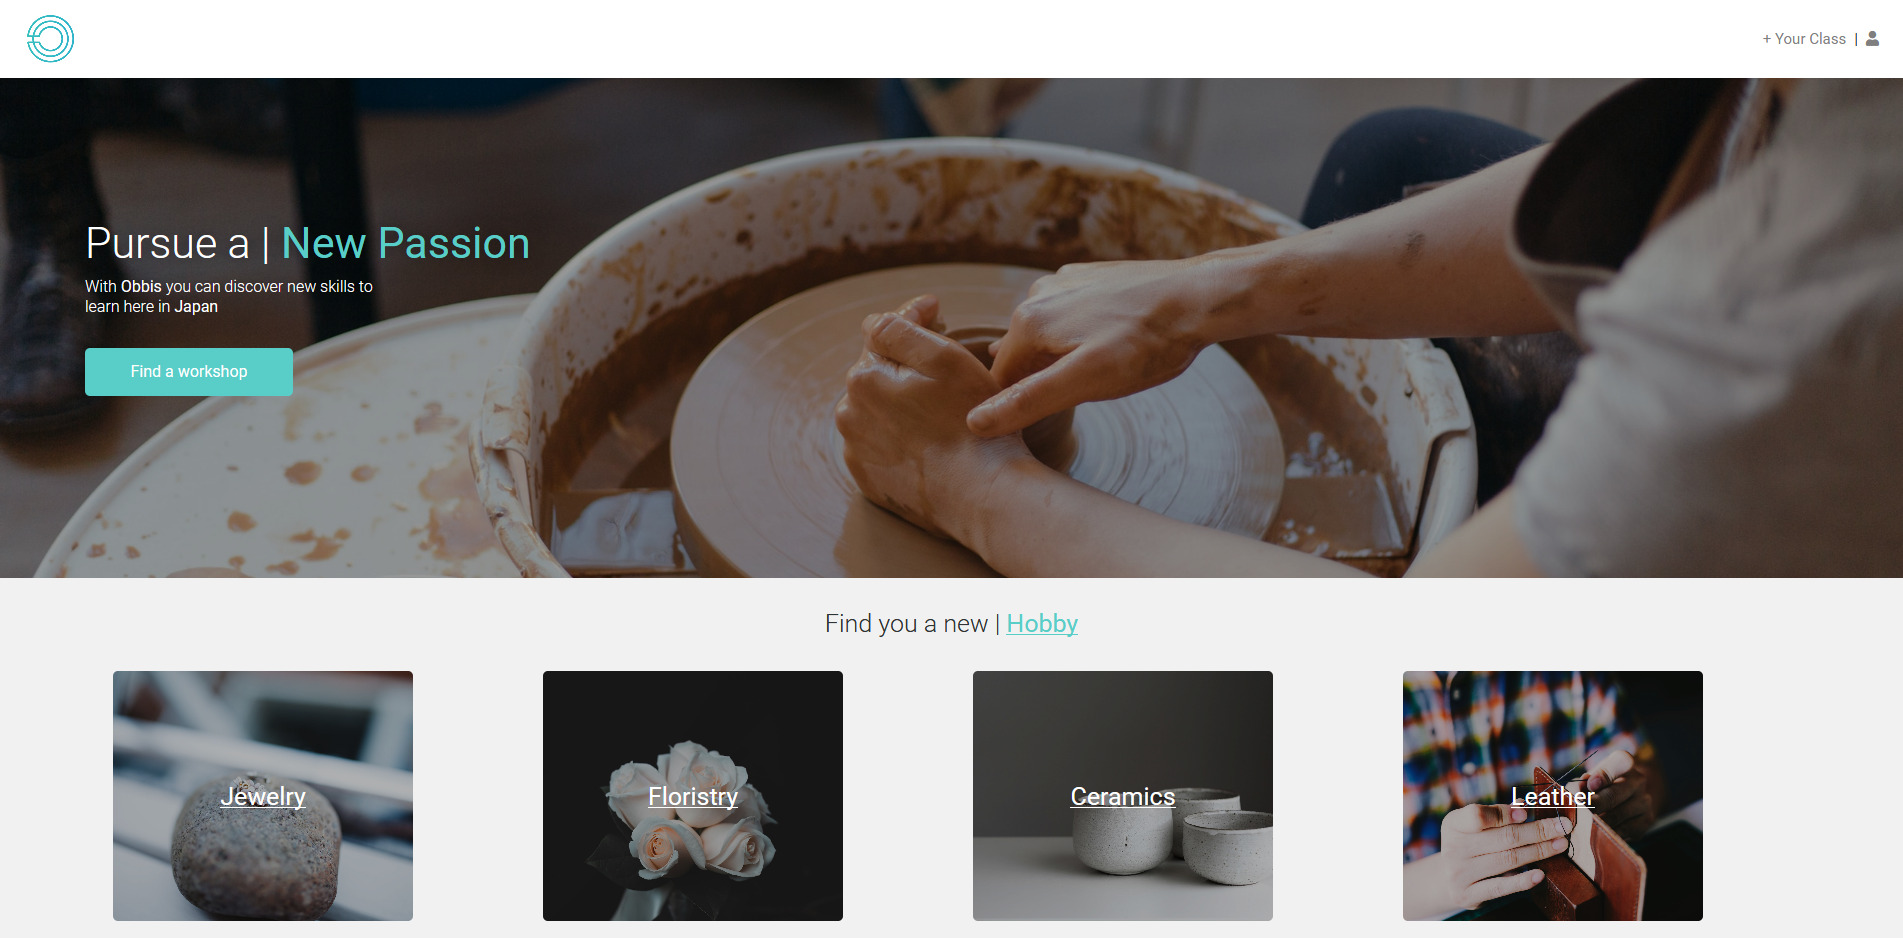 + Your Class |
Pursue a | New Passion
With Obbis you can discover new skills to
learn here in Japan
Find a workshop
Find you a new | Hobby
Jewelry
Floristry
Ceramics
Leather